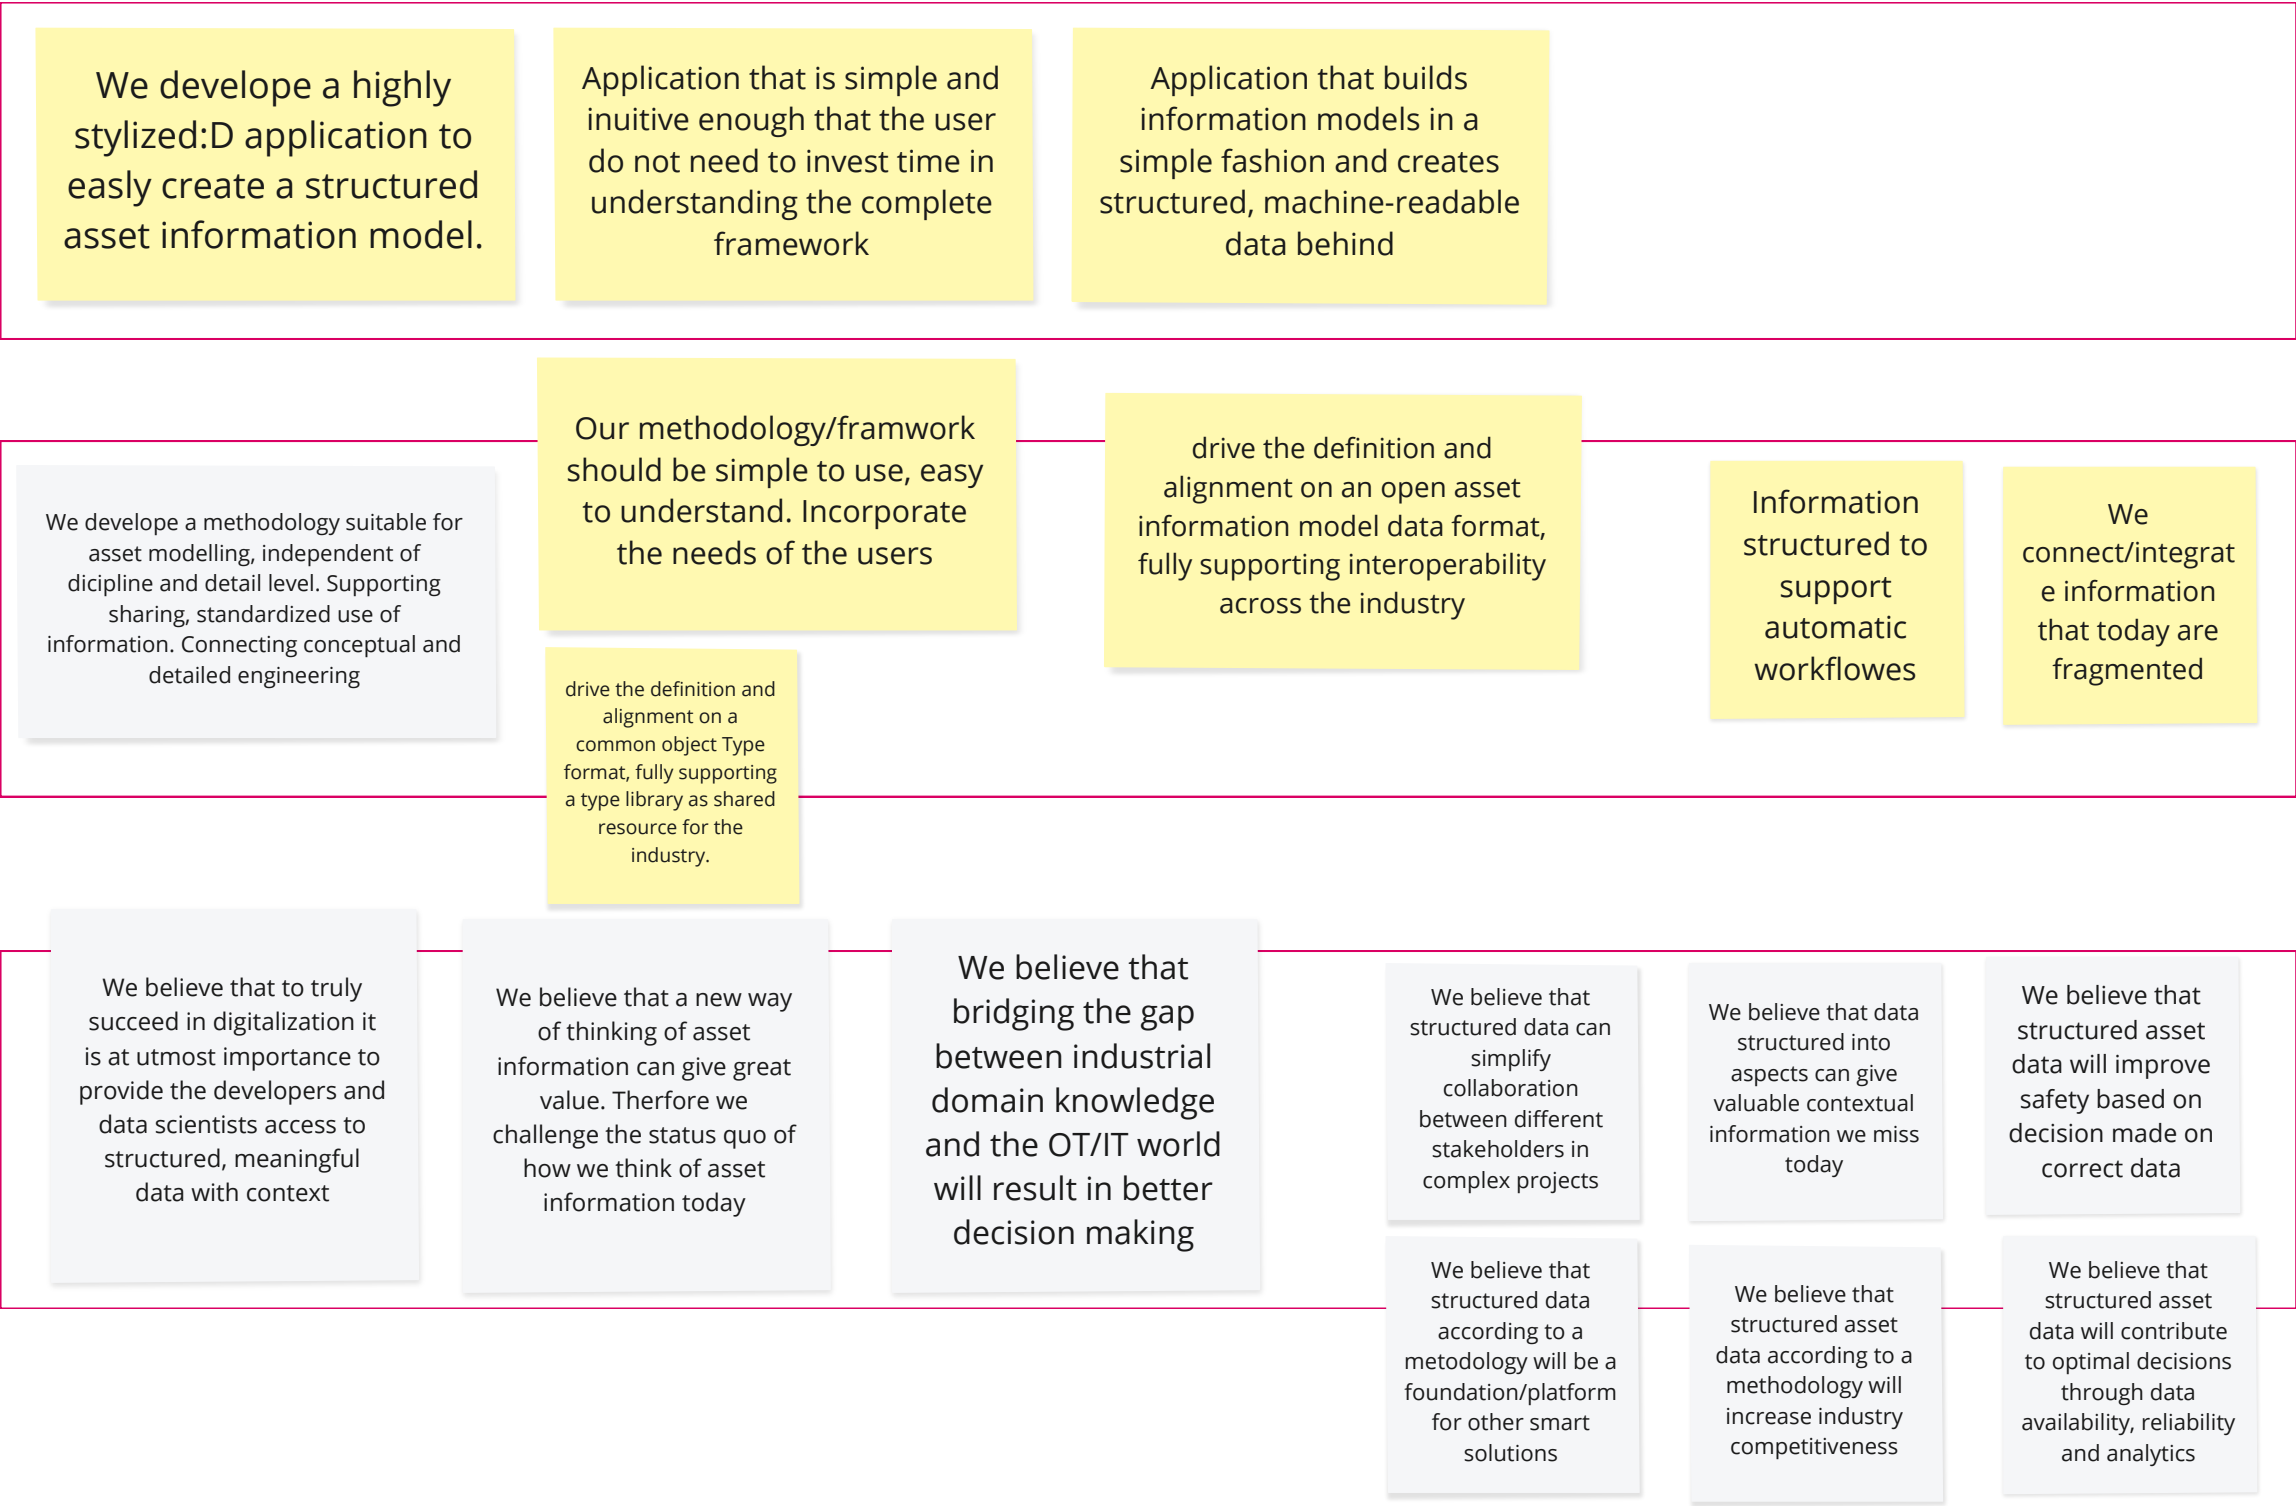 We develope a highly
stylized:D application to
easly create a structured
asset information model.
Application that is simple and
inuitive enough that the user
do not need to invest time in
understanding the complete
framework
Application that builds
information models in a
simple fashion and creates
structured, machine-readable
data behind
We develope a methodology suitable for
asset modelling, independent of
dicipline and detail level. Supporting
sharing, standardized use of
information. Connecting conceptual and
detailed engineering
Our methodology/framwork
should be simple to use, easy
to understand. Incorporate
the needs of the users
drive the definition and
alignment on an open asset
information model data format,
fully supporting interoperability
across the industry
Information
structured to
support
automatic
workflowes
We
connect/integrat
e information
that today are
fragmented
drive the definition and
alignment on a
common object Type
format, fully supporting
a type library as shared
resource for the
industry.
We believe that to truly
succeed in digitalization it
is at utmost importance to
provide the developers and
data scientists access to
structured, meaningful
data with context
We believe that a new way
of thinking of asset
information can give great
value. Therfore we
challenge the status quo of
how we think of asset
information today
We believe that
bridging the gap
between industrial
domain knowledge
and the OT/IT world
will result in better
decision making
We believe that
structured data can
simplify
collaboration
between different
stakeholders in
complex projects
We believe that data
structured into
aspects can give
valuable contextual
information we miss
today
We believe that
structured asset
data will improve
safety based on
decision made on
correct data
We believe that
structured data
according to a
metodology will be a
foundation/platform
for other smart
solutions
We believe that
structured asset
data according to a
methodology will
increase industry
competitiveness
We believe that
structured asset
data will contribute
to optimal decisions
through data
availability, reliability
and analytics